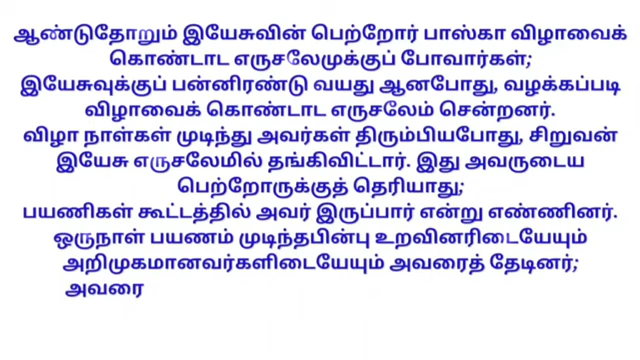 ஆண்டுதோறும் இயேசுவின் பெற்றோர் பாஸ்கா விழாவைக்
கொண்டாட எருசலேமுக்குப் போவார்கள்;
இயேசுவுக்குப் பன்னிரண்டு வயது ஆனபோது, வழக்கப்படி
விழாவைக் கொண்டாட எருசலேம் சென்றனர்.
விழா நாள்கள் முடிந்து அவர்கள் திரும்பியபோது, சிறுவன்
இயேசு எருசலேமில் தங்கிவிட்டார். இது அவருடைய
பெற்றோருக்குத் தெரியாது;
பயணிகள் கூட்டத்தில் அவர் இருப்பார் என்று எண்ணினர்.
ஒருநாள் பயணம் முடிந்தபின்பு உறவினரிடையேயும்
அறிமுகமானவர்களிடையேயும் அவரைத் தேடினர்;
அவரை